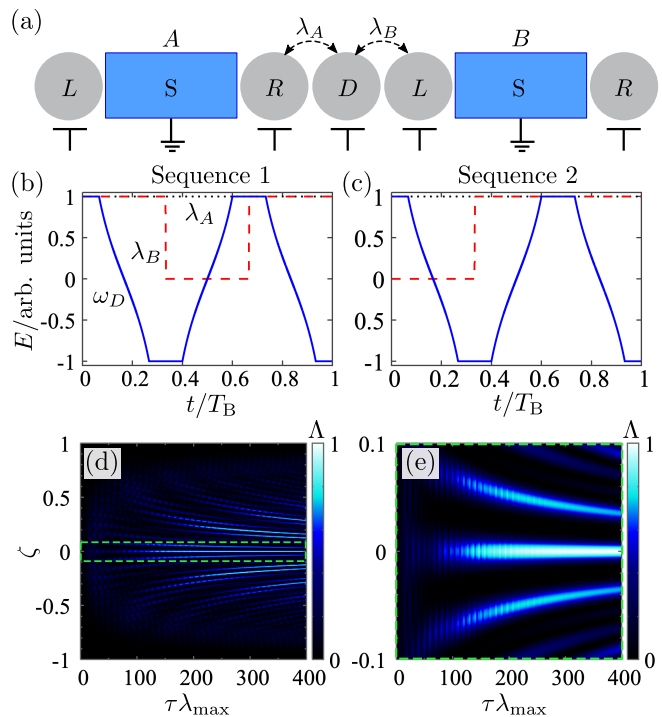 (a)
A B
λ_A λ_B
L S R D L S R
(b) Sequence 1 (c) Sequence 2
E/arb. units
1 0.5 0 -0.5 -1
λ_A
λ_B
ω_D
0 0.2 0.4 0.6 0.8 1
t/T_B
1 0.5 0 -0.5 -1
0 0.2 0.4 0.6 0.8 1
t/T_B
(d)
ζ
1 0.5 0 -0.5 -1
0 100 200 300 400
τλ_max
Λ
1
0
(e)
0.1 0 -0.1
0 100 200 300 400
τλ_max
Λ
1
0